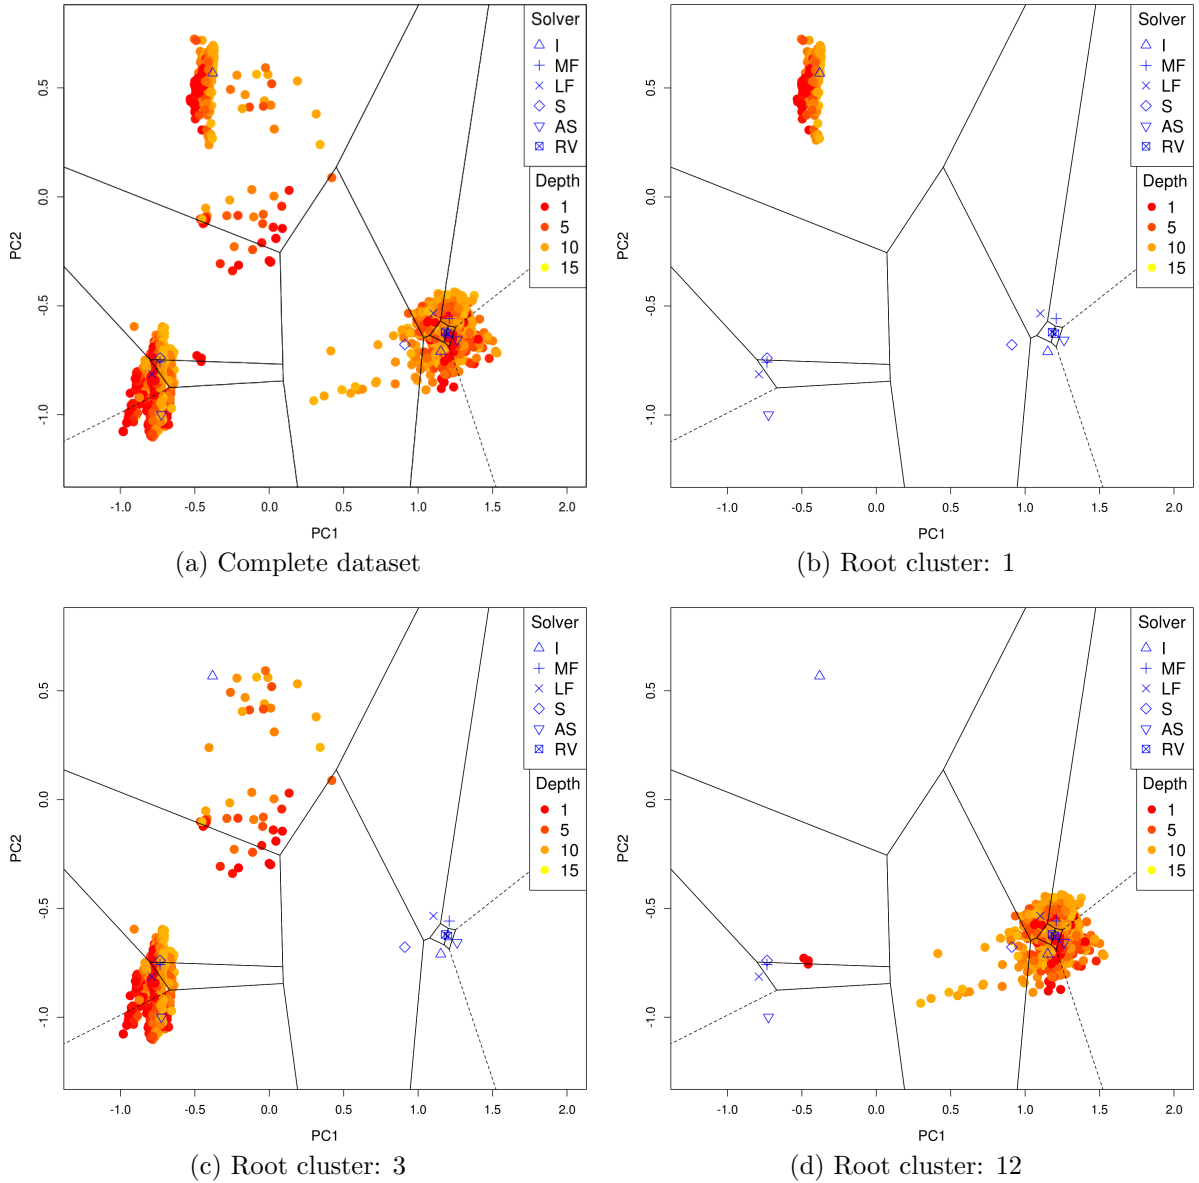 Solver
I
MF
LF
S
AS
RV
Depth
1
5
10
15
PC2
0.5
0.0
-0.5
-1.0
-1.0 -0.5 0.0 0.5 1.0 1.5 2.0
PC1
(a) Complete dataset
Solver
I
MF
LF
S
AS
RV
Depth
1
5
10
15
PC2
0.5
0.0
-0.5
-1.0
-1.0 -0.5 0.0 0.5 1.0 1.5 2.0
PC1
(b) Root cluster: 1
Solver
I
MF
LF
S
AS
RV
Depth
1
5
10
15
PC2
0.5
0.0
-0.5
-1.0
-1.0 -0.5 0.0 0.5 1.0 1.5 2.0
PC1
(c) Root cluster: 3
Solver
I
MF
LF
S
AS
RV
Depth
1
5
10
15
PC2
0.5
0.0
-0.5
-1.0
-1.0 -0.5 0.0 0.5 1.0 1.5 2.0
PC1
(d) Root cluster: 12